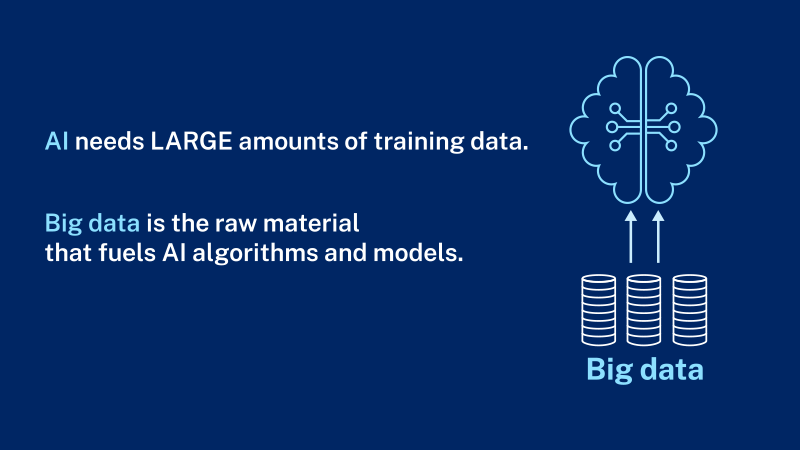 AI needs LARGE amounts of training data.
Big data is the raw material
that fuels AI algorithms and models.
Big data